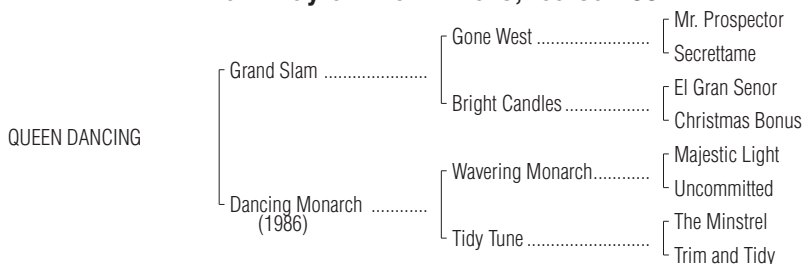 Mr. Prospector
Gone West ........................
Secrettame
Grand Slam ......................
El Gran Senor
Bright Candles ..................
Christmas Bonus
QUEEN DANCING
Majestic Light
Wavering Monarch............
Uncommitted
Dancing Monarch ............
(1986)
The Minstrel
Tidy Tune ..........................
Trim and Tidy